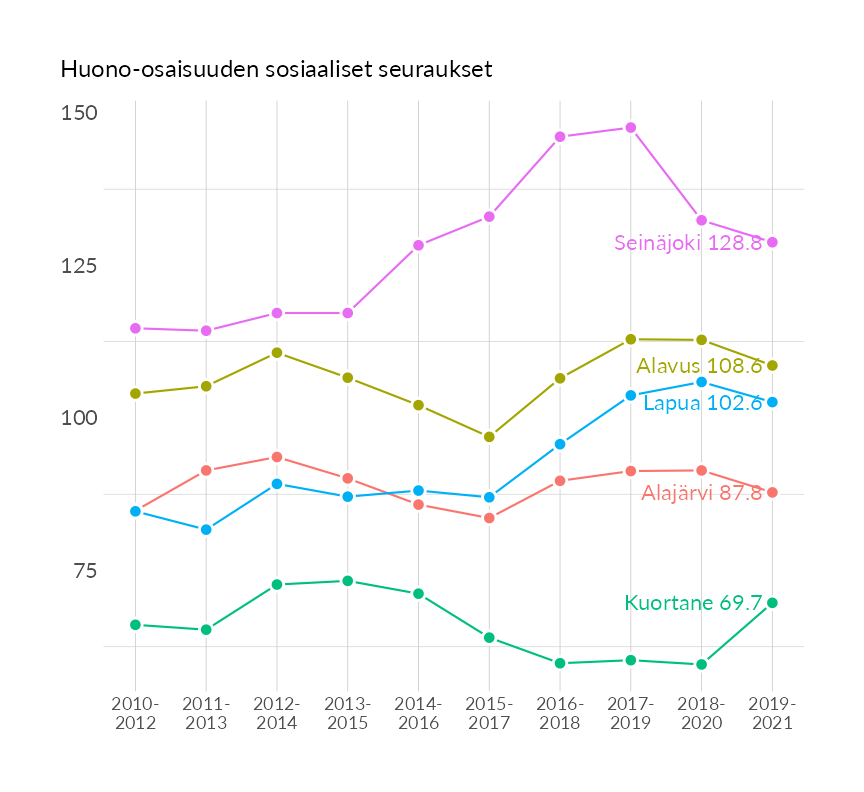 Huono-osaisuuden sosiaaliset seuraukset
150
125
100
75
Seinäjoki 128.8
Alavus 108.6
Lapua 102.6
Alajärvi 87.8
Kuortane 69.7
2010- 2011- 2012- 2013- 2014- 2015- 2016- 2017- 2018- 2019-
2012 2013 2014 2015 2016 2017 2018 2019 2020 2021